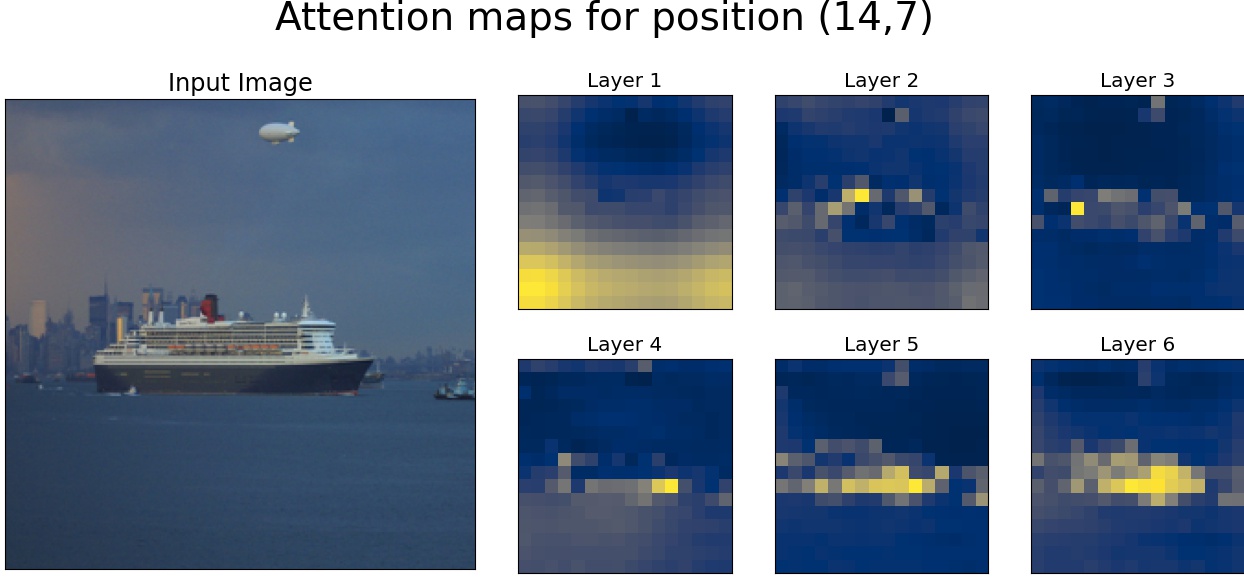 Attention maps for position (14,7)
Input Image
Layer 1
Layer 2
Layer 3
Layer 4
Layer 5
Layer 6